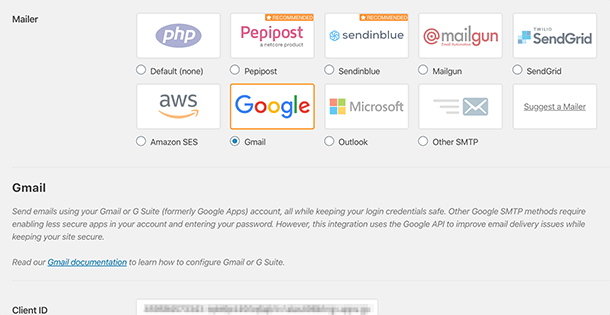 Mailer
RECOMMENDED RECOMMENDED
php Pepipost a netcore product sendinblue @mailgun Email Automation TWILIO SendGrid
Default (none) Pepipost Sendinblue Mailgun SendGrid
aws Google Microsoft Suggest a Mailer
Amazon SES Gmail Outlook Other SMTP
Gmail
Send emails using your Gmail or G Suite (formerly Google Apps) account, all while keeping your login credentials safe. Other Google SMTP methods require
enabling less secure apps in your account and entering your password. However, this integration uses the Google API to improve email delivery issues while
keeping your site secure.
Read our Gmail documentation to learn how to configure Gmail or G Suite.
Client ID